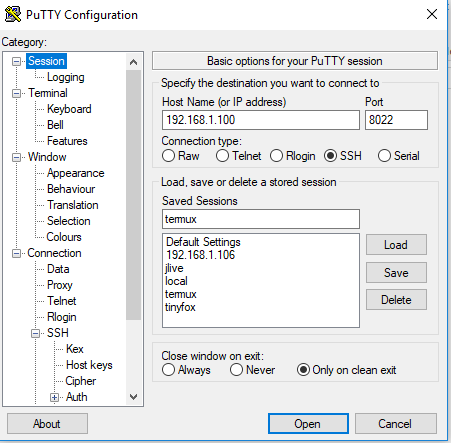 PuTTY Configuration
Category:
Session
Logging
Terminal
Keyboard
Bell
Features
Window
Appearance
Behaviour
Translation
Selection
Colours
Connection
Data
Proxy
Telnet
Rlogin
SSH
Kex
Host keys
Cipher
Auth
Basic options for your PuTTY session
Specify the destination you want to connect to
Host Name (or IP address) Port
192.168.1.100 8022
Connection type:
Raw Telnet Rlogin SSH Serial
Load, save or delete a stored session
Saved Sessions
termux
Default Settings
192.168.1.106
jlive
local
termux
tinyfox
Load
Save
Delete
Close window on exit:
Always Never Only on clean exit
About Open Cancel